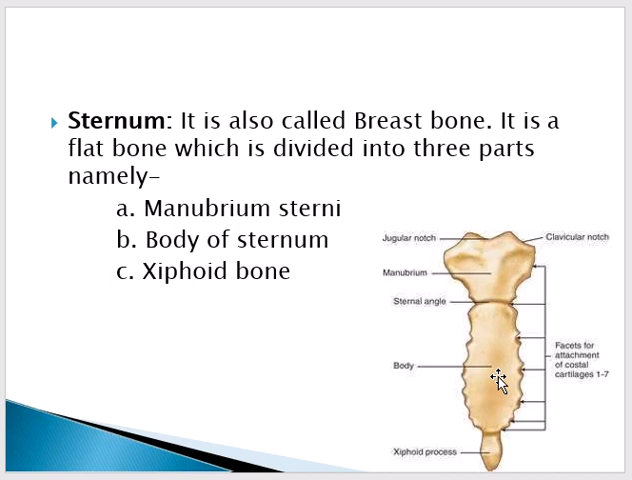 Sternum: It is also called Breast bone. It is a
flat bone which is divided into three parts
namely-
a. Manubrium sterni
b. Body of sternum
c. Xiphoid bone
Jugular notch
Clavicular notch
Manubrium
Sternal angle
Facets for
attachment
of costal
cartilages 1-7
Body
Xiphoid process